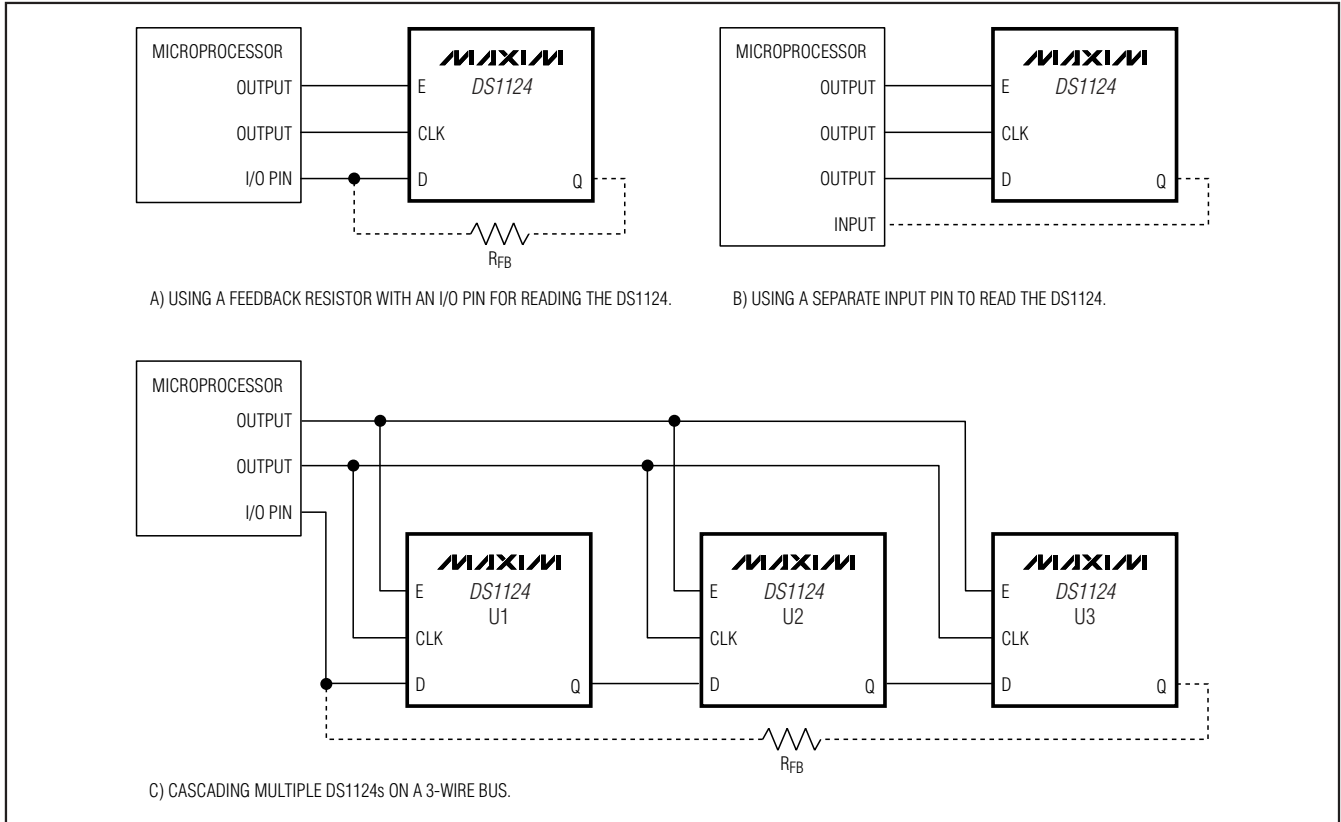 MICROPROCESSOR
OUTPUT
OUTPUT
I/O PIN
MAXIM
DS1124
E
CLK
D
Q
RFB
A) USING A FEEDBACK RESISTOR WITH AN I/O PIN FOR READING THE DS1124.
MICROPROCESSOR
OUTPUT
OUTPUT
OUTPUT
INPUT
MAXIM
DS1124
E
CLK
D
Q
B) USING A SEPARATE INPUT PIN TO READ THE DS1124.
MICROPROCESSOR
OUTPUT
OUTPUT
I/O PIN
MAXIM
DS1124
U1
E
CLK
D
Q
MAXIM
DS1124
U2
E
CLK
D
Q
MAXIM
DS1124
U3
E
CLK
D
Q
RFB
C) CASCADING MULTIPLE DS1124s ON A 3-WIRE BUS.